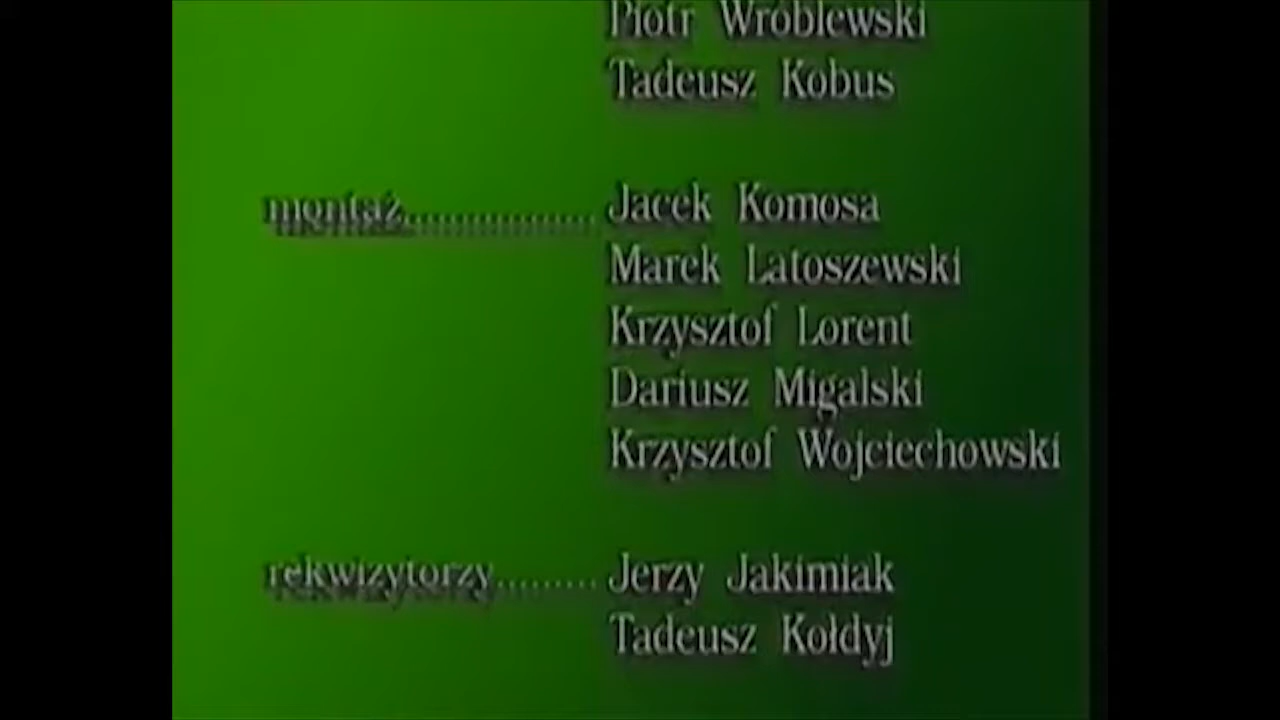 Piotr Wróblewski
Tadeusz Kobus
montaż.................Jacek Komosa
Marek Latoszewski
Krzysztof Lorent
Dariusz Migalski
Krzysztof Wojciechowski
rekwizytorzy.........Jerzy Jakimiak
Tadeusz Kołdyj